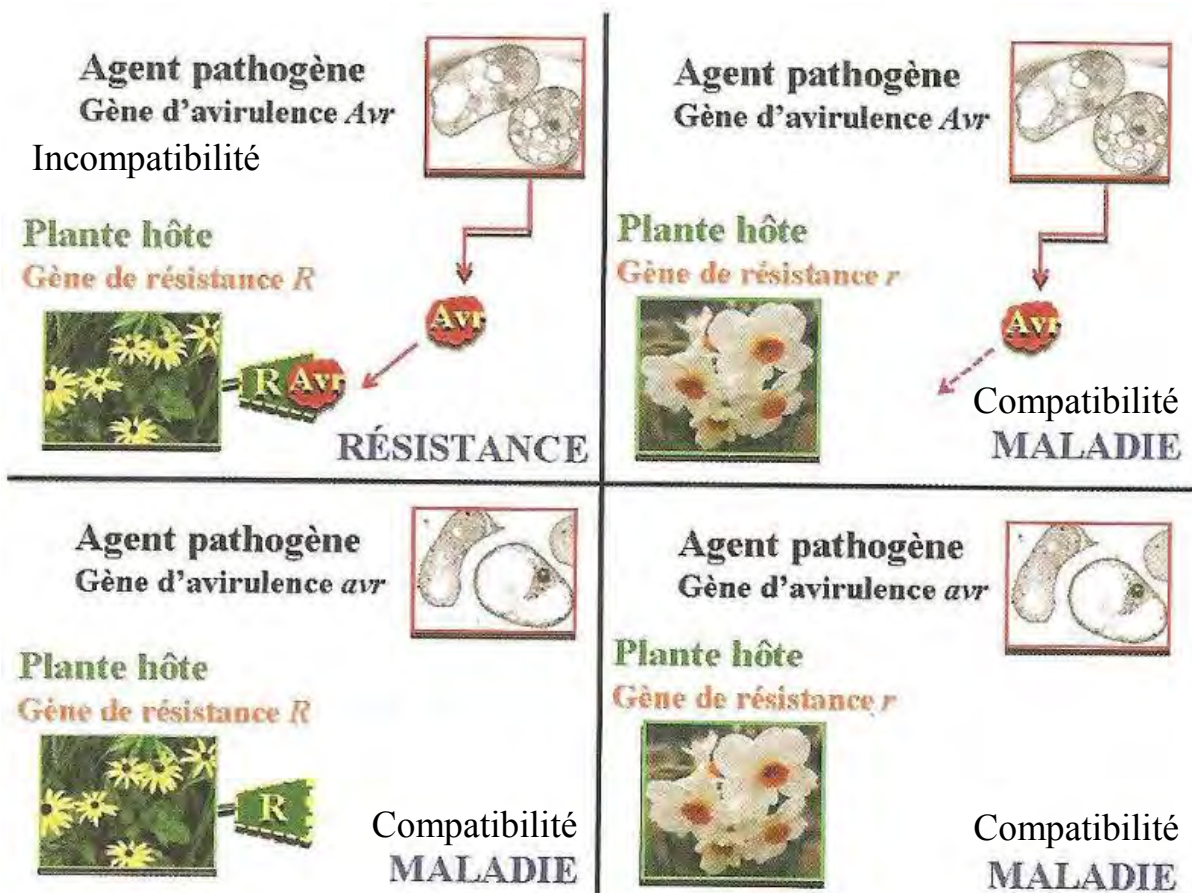 Agent pathogène
Gène d'avirulence Avr
Incompatibilité
Plante hôte
Gène de résistance R
Avr
R Avr
RÉSISTANCE
Agent pathogène
Gène d'avirulence Avr
Plante hôte
Gène de résistance r
Avr
Compatibilité
MALADIE
Agent pathogène
Gène d'avirulence avr
Plante hôte
Gène de résistance R
R
Compatibilité
MALADIE
Agent pathogène
Gène d'avirulence avr
Plante hôte
Gène de résistance r
Compatibilité
MALADIE